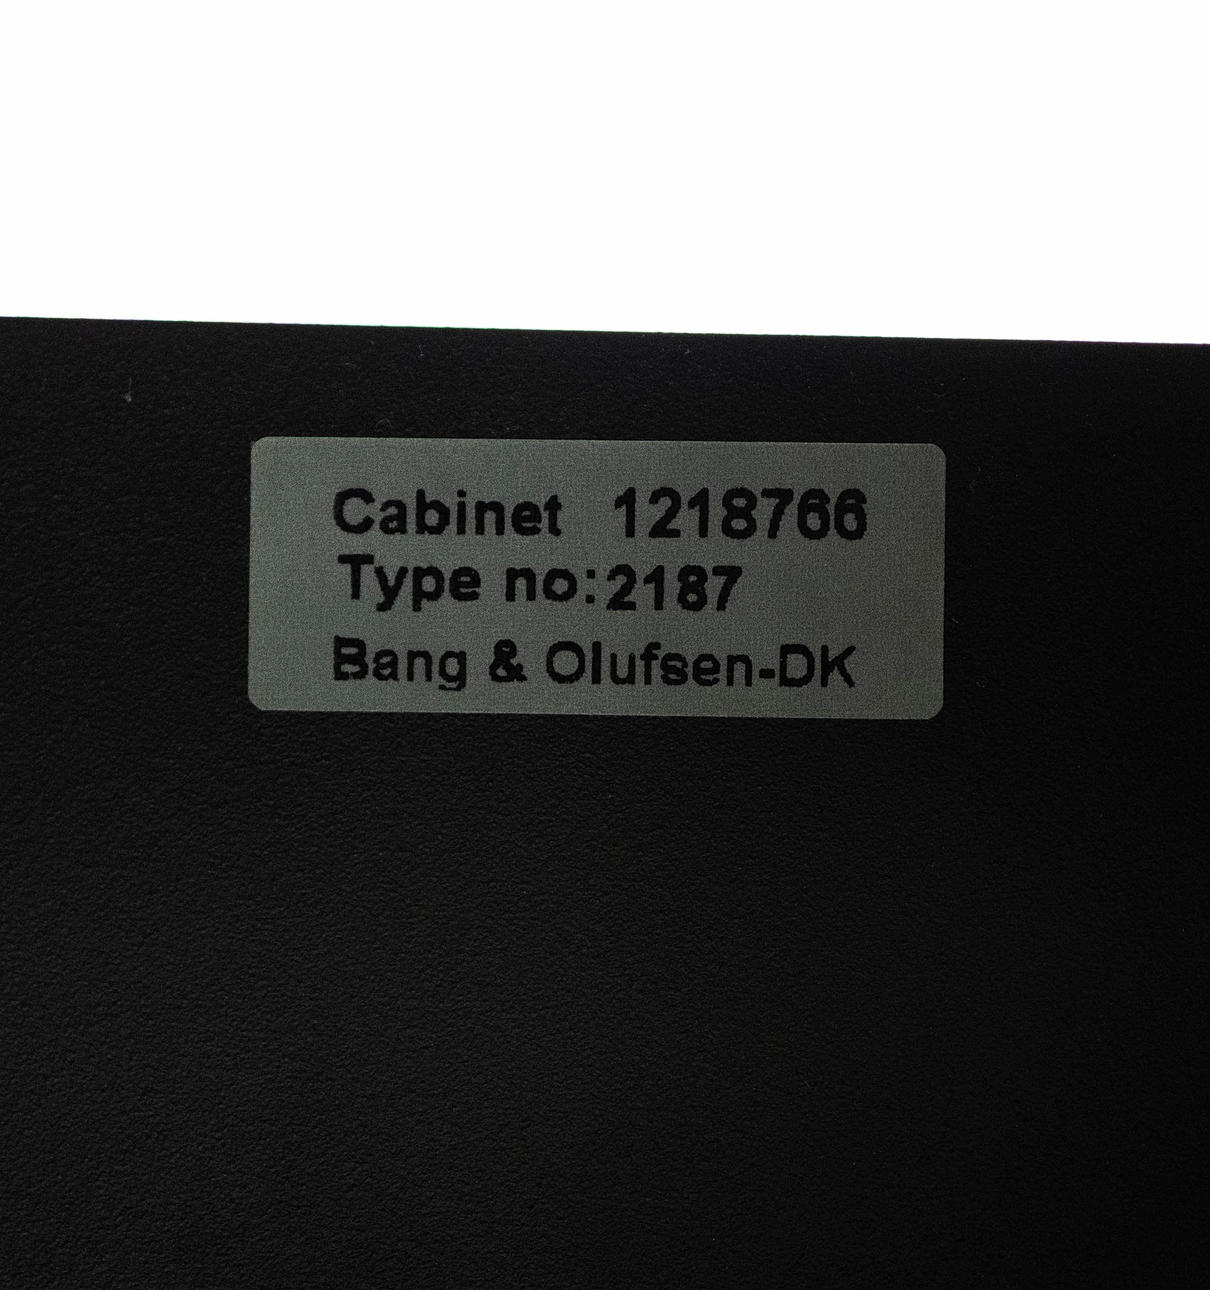 Cabinet 1218766
Type no:2187
Bang & Olufsen-DK